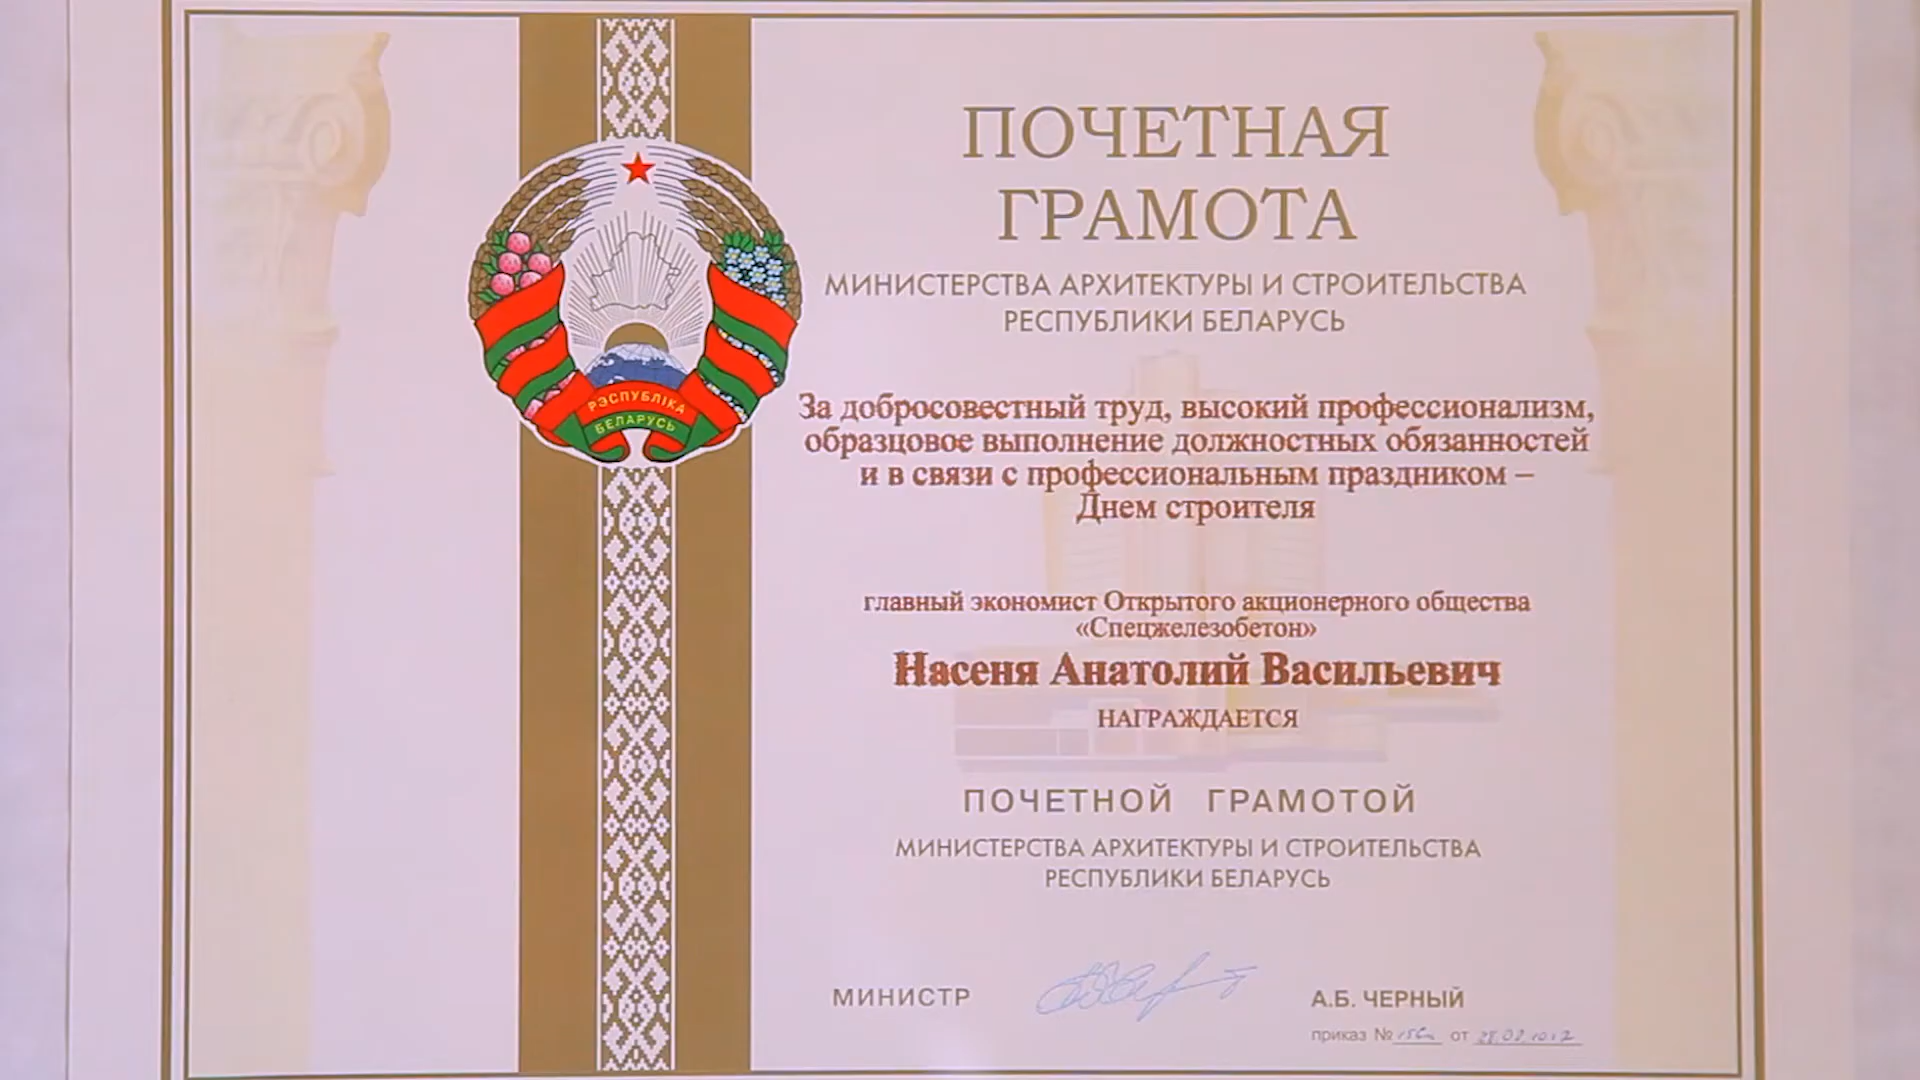 ПОЧЕТНАЯ
ГРАМОТА
МИНИСТЕРСТВА АРХИТЕКТУРЫ И СТРОИТЕЛЬСТВА
РЕСПУБЛИКИ БЕЛАРУСЬ
РЭСПУБЛІКА
БЕЛАРУСЬ
За добросовестный труд, высокий профессионализм,
образцовое выполнение должностных обязанностей
и в связи с профессиональным праздником –
Днем строителя
главный экономист Открытого акционерного общества
«Спецжелезобетон»
Насеня Анатолий Васильевич
НАГРАЖДАЕТСЯ
ПОЧЕТНОЙ ГРАМОТОЙ
МИНИСТЕРСТВА АРХИТЕКТУРЫ И СТРОИТЕЛЬСТВА
РЕСПУБЛИКИ БЕЛАРУСЬ
МИНИСТР
А.Б. ЧЕРНЫЙ
приказ № от